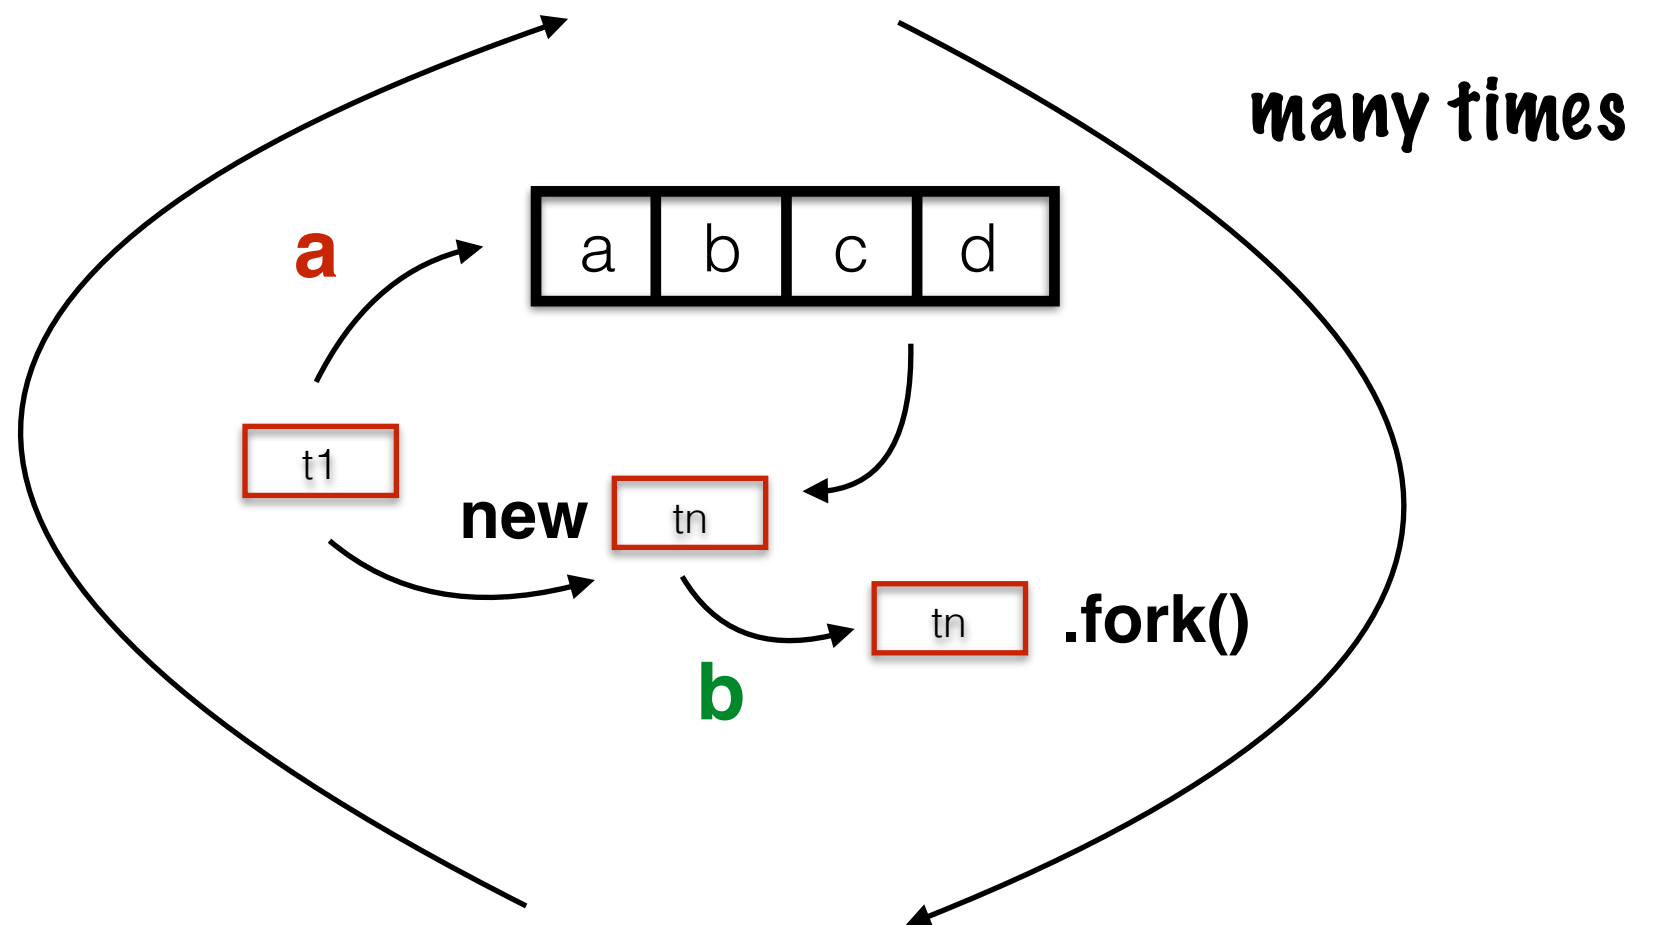 many times
a
a b c d
t1
new tn
tn .fork()
b